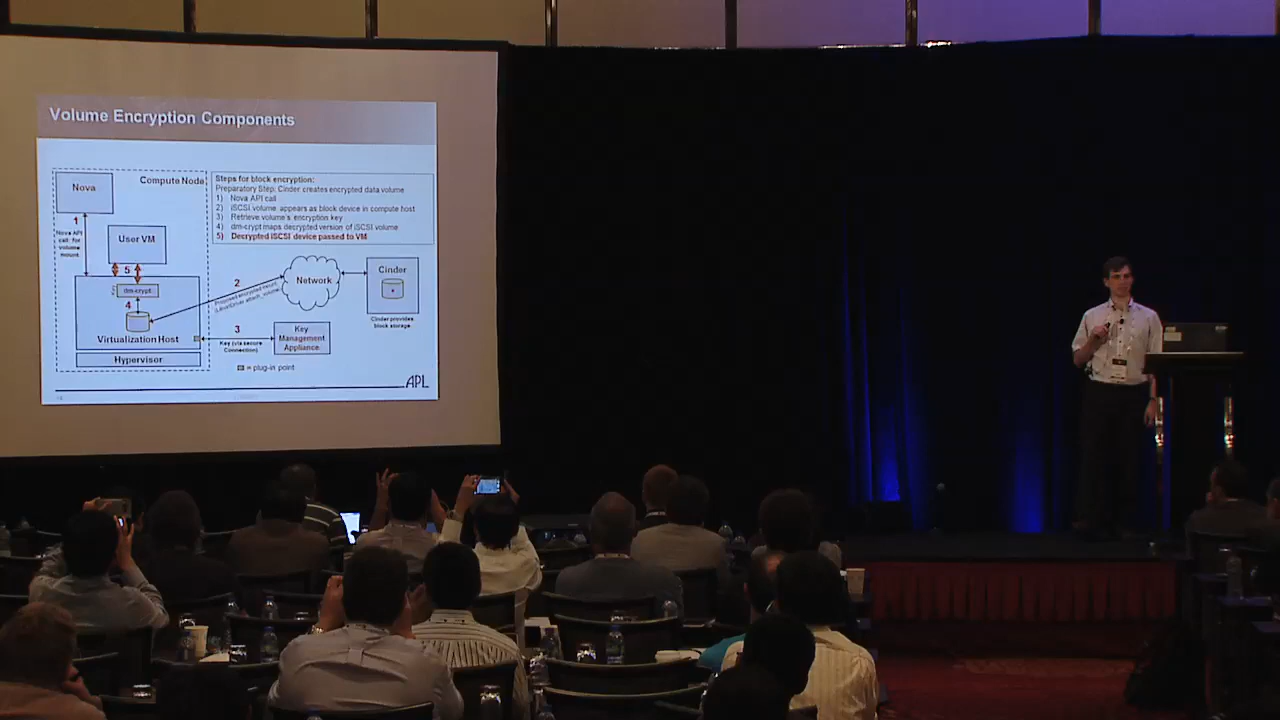 Volume Encryption Components
Nova
Compute Node
Steps for block encryption:
Preparatory Step: Cinder creates encrypted data volume
1) Nova API call
2) iSCSI volume appears as block device in compute host
3) Retrieve volume's encryption key
4) dm-crypt maps decrypted version of iSCSI volume
5) Decrypted iSCSI device passed to VM
1
Nova API
call for
volume
mount
User VM
5
dm-crypt
4
Virtualization Host
Hypervisor
2
Network
Cinder
Cinder provides
block storage
3
Key (via secure
Connection)
Key
Management
Appliance
= plug-in point
APL